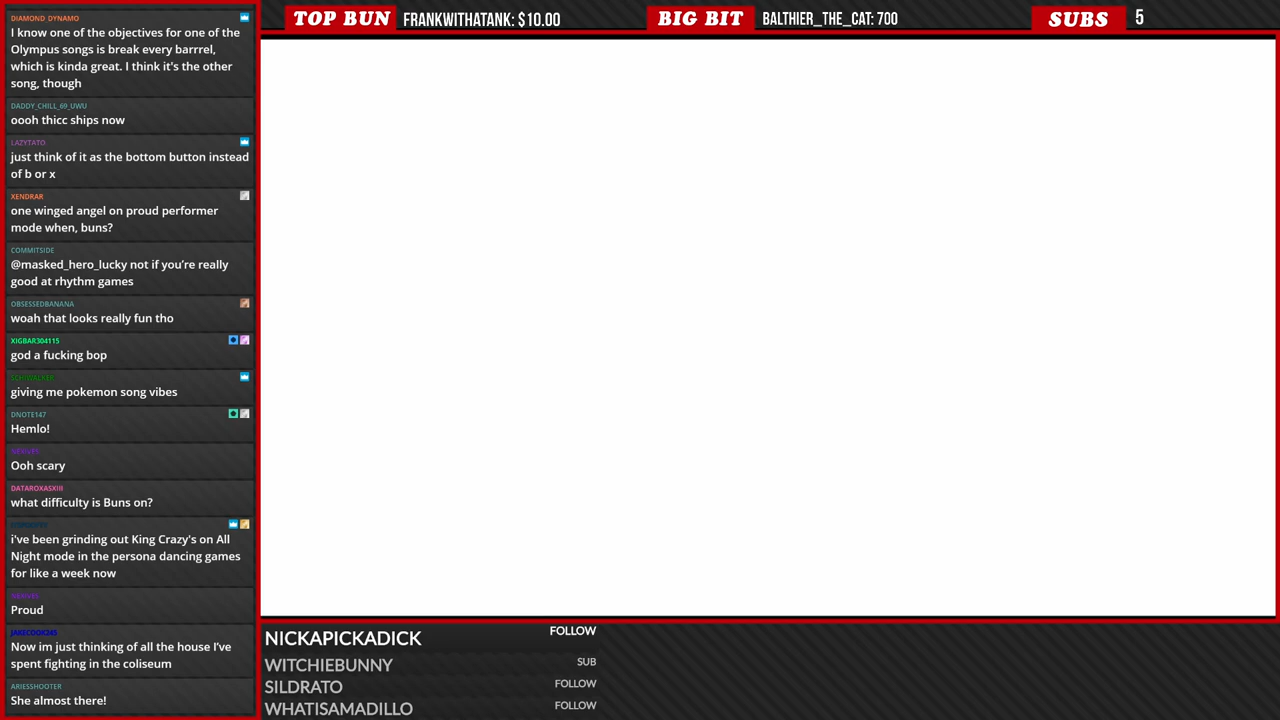 TOP BUN FRANKWITHATANK: $10.00 BIG BIT BALTHIER_THE_CAT: 700 SUBS 5
DIAMOND_DYNAMO
I know one of the objectives for one of the
Olympus songs is break every barrrel,
which is kinda great. I think it's the other
song, though
DADDY_CHILL_69_UWU
oooh thicc ships now
LAZYTATO
just think of it as the bottom button instead
of b or x
XENDRAR
one winged angel on proud performer
mode when, buns?
COMMITSIDE
@masked_hero_lucky not if you're really
good at rhythm games
OBSESSEDBANANA
woah that looks really fun tho
XIGBAR304115
god a fucking bop
giving me pokemon song vibes
DNOTE147
Hemlo!
Ooh scary
DATAROXASXIII
what difficulty is Buns on?
i've been grinding out King Crazy's on All
Night mode in the persona dancing games
for like a week now
Proud
JAKECOOK245
Now im just thinking of all the house I've
spent fighting in the coliseum
ARIESSHOOTER
She almost there!
NICKAPICKADICK FOLLOW
WITCHIEBUNNY SUB
SILDRATO FOLLOW
WHATISAMADILLO FOLLOW